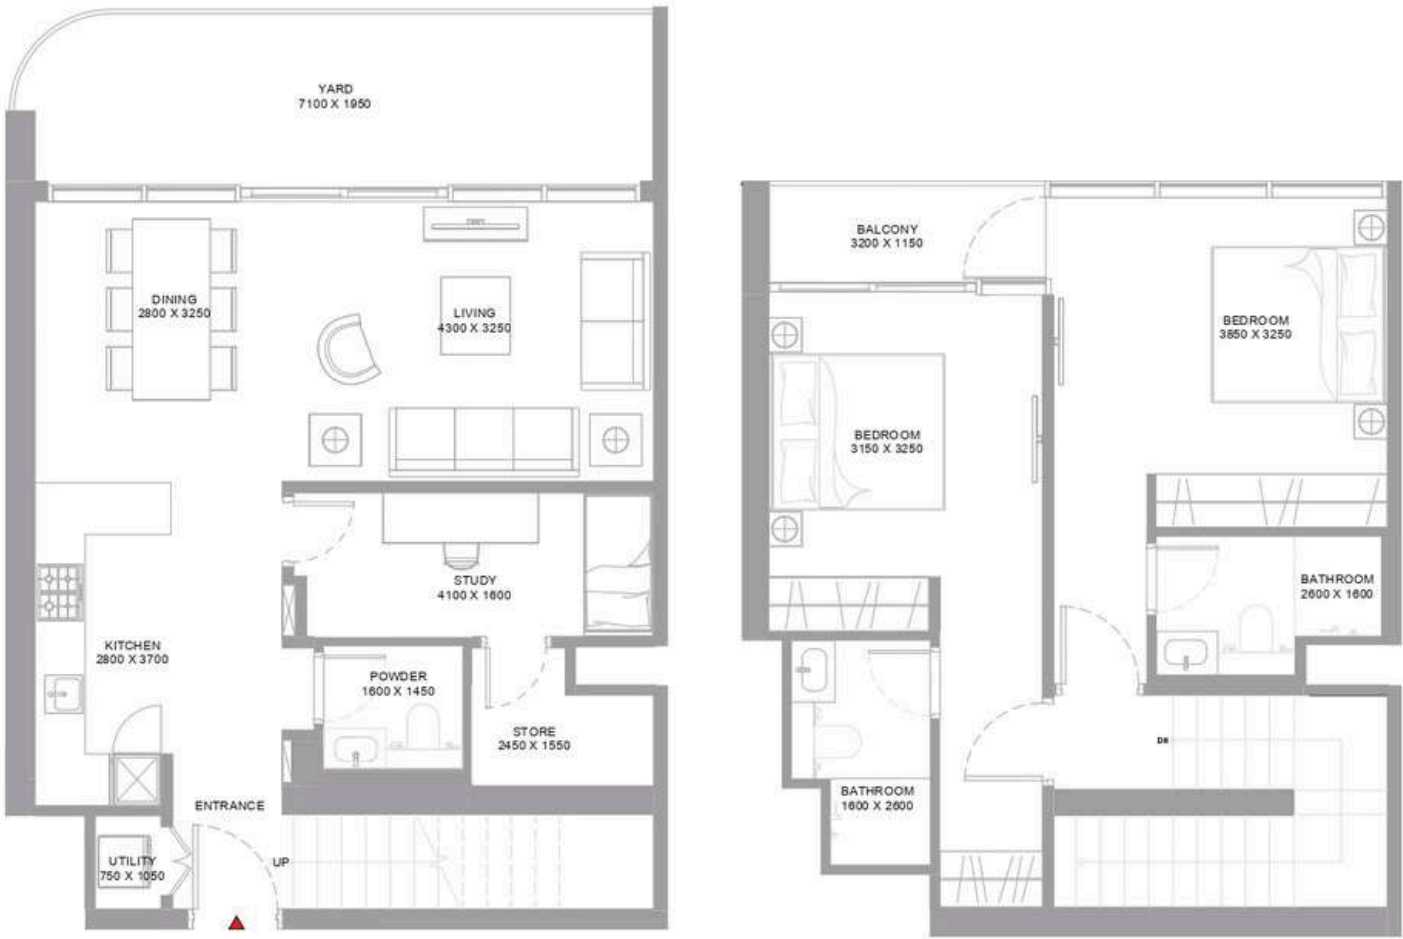 YARD
7100 X 1950
DINING
2800 X 3250
LIVING
4300 X 3250
STUDY
4100 X 1600
KITCHEN
2800 X 3700
POWDER
1600 X 1450
STORE
2450 X 1550
ENTRANCE
UTILITY
750 X 1050
UP
BALCONY
3200 X 1150
BEDROOM
3850 X 3250
BEDROOM
3150 X 3250
BATHROOM
2600 X 1600
DN
BATHROOM
1600 X 2600